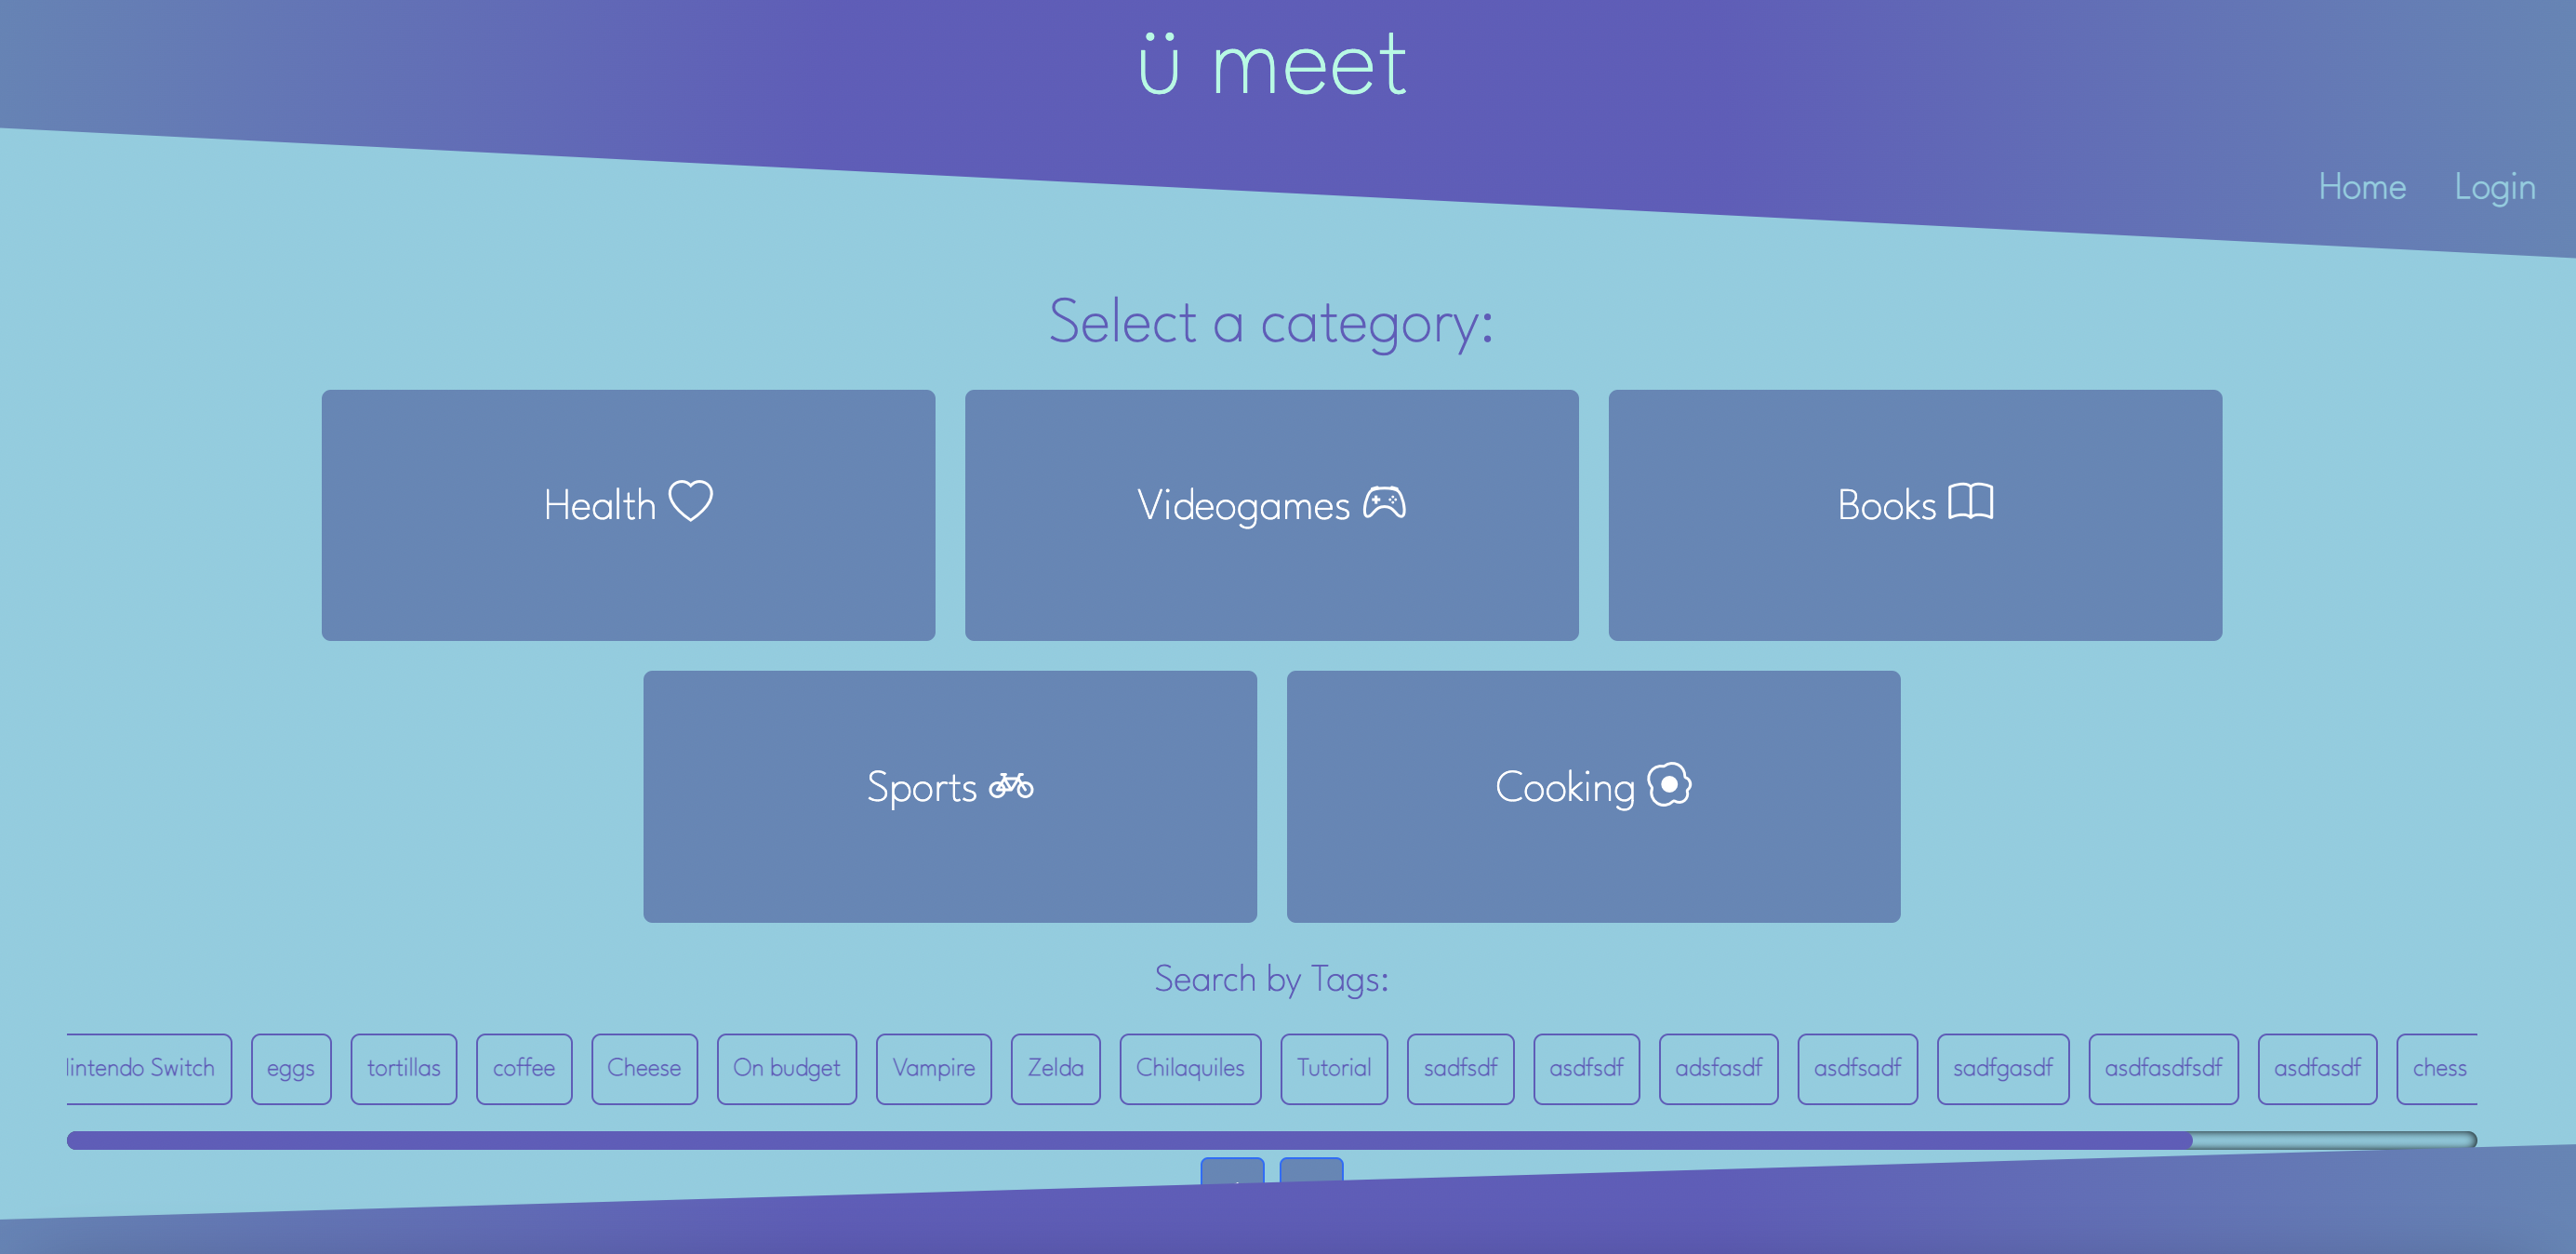 ü meet
Home Login
Select a category:
Health
Videogames
Books
Sports
Cooking
Search by Tags:
Switch eggs tortillas coffee Cheese On budget Vampire Zelda Chilaquiles Tutorial sadfsdf asdfsdf adsfasdf asdfsadf sadfgasdf asdfasdfsdf asdfasdf chess